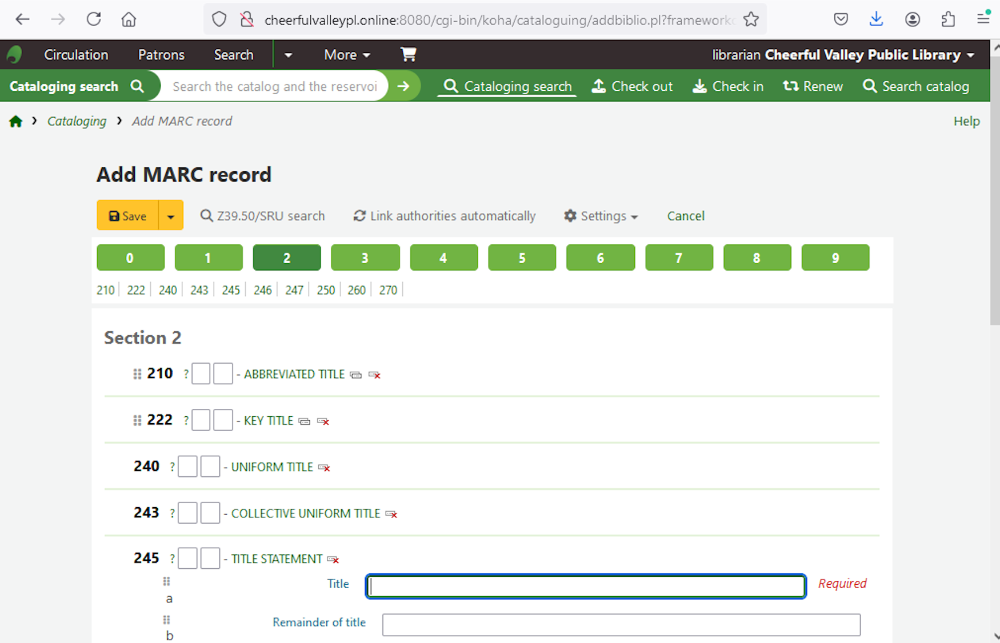 cheerfulvalleypl.online:8080/cgi-bin/koha/cataloguing/addbiblio.pl?frameworkc
Circulation Patrons Search More librarian Cheerful Valley Public Library
Cataloging search Search the catalog and the reservoi Cataloging search Check out Check in Renew Search catalog
Cataloging Add MARC record Help
Add MARC record
Save Z39.50/SRU search Link authorities automatically Settings Cancel
0 1 2 3 4 5 6 7 8 9
210 222 240 243 245 246 247 250 260 270
Section 2
210 ? - ABBREVIATED TITLE
222 ? - KEY TITLE
240 ? - UNIFORM TITLE
243 ? - COLLECTIVE UNIFORM TITLE
245 ? - TITLE STATEMENT
Title Required
a
Remainder of title
b